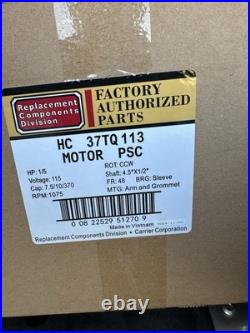 Replacement
Components
Division
FACTORY
AUTHORIZED
PARTS
HC 37TQ113
MOTOR PSC
ROT: CCW
HP: 1/5
Shaft: 4.5"X1/2"
Voltage: 115
FR: 48 BRG: Sleeve
Cap: 7.5/10/370
MTG: Arm and Grommet
RPM: 1075
0 08 22529 51270 9
Made in Vietnam
Replacement Components Division • Carrier Corporation